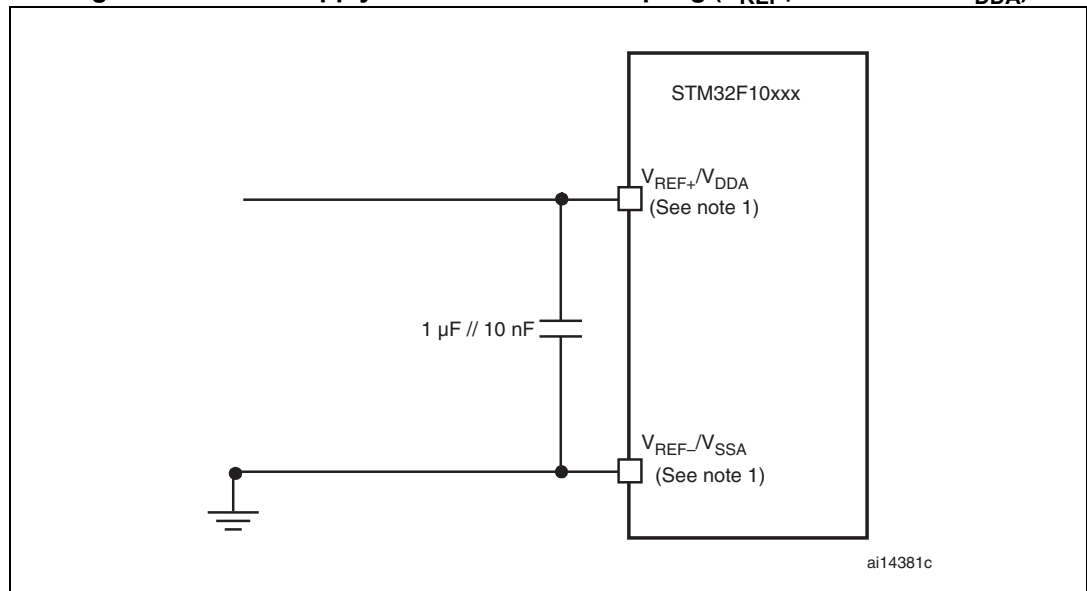 STM32F10xxx
VREF+/VDDA
(See note 1)
1 µF // 10 nF
VREF–/VSSA
(See note 1)
ai14381c